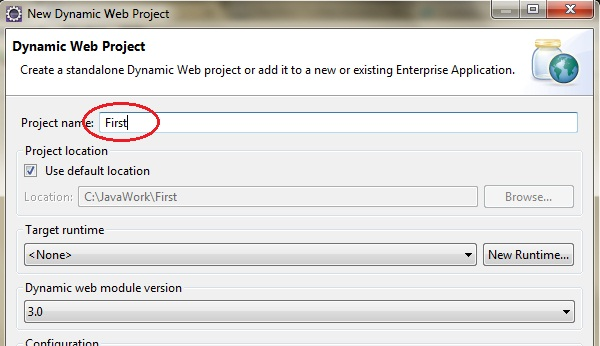 New Dynamic Web Project
Dynamic Web Project
Create a standalone Dynamic Web project or add it to a new or existing Enterprise Application.
Project name: First
Project location
Use default location
Location: C:\JavaWork\First Browse...
Target runtime
<None> New Runtime...
Dynamic web module version
3.0
Configuration